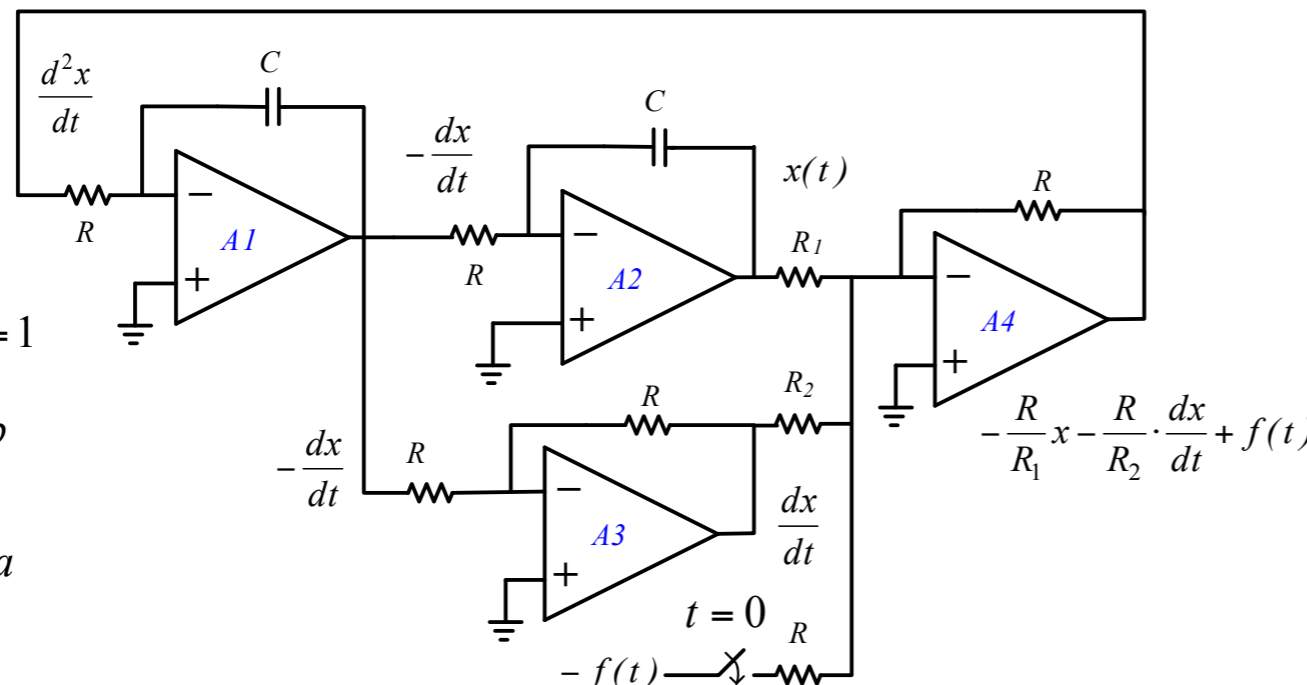 C
d²x
dt
R
A1
−
+
− dx
dt
C
R
A2
−
+
x(t)
R₁
R
A4
−
+
= 1
a
− dx
dt
R
R
R₂
A3
−
+
dx
dt
− R/R₁ x − R/R₂ · dx/dt + f(t)
t = 0
R
− f(t)